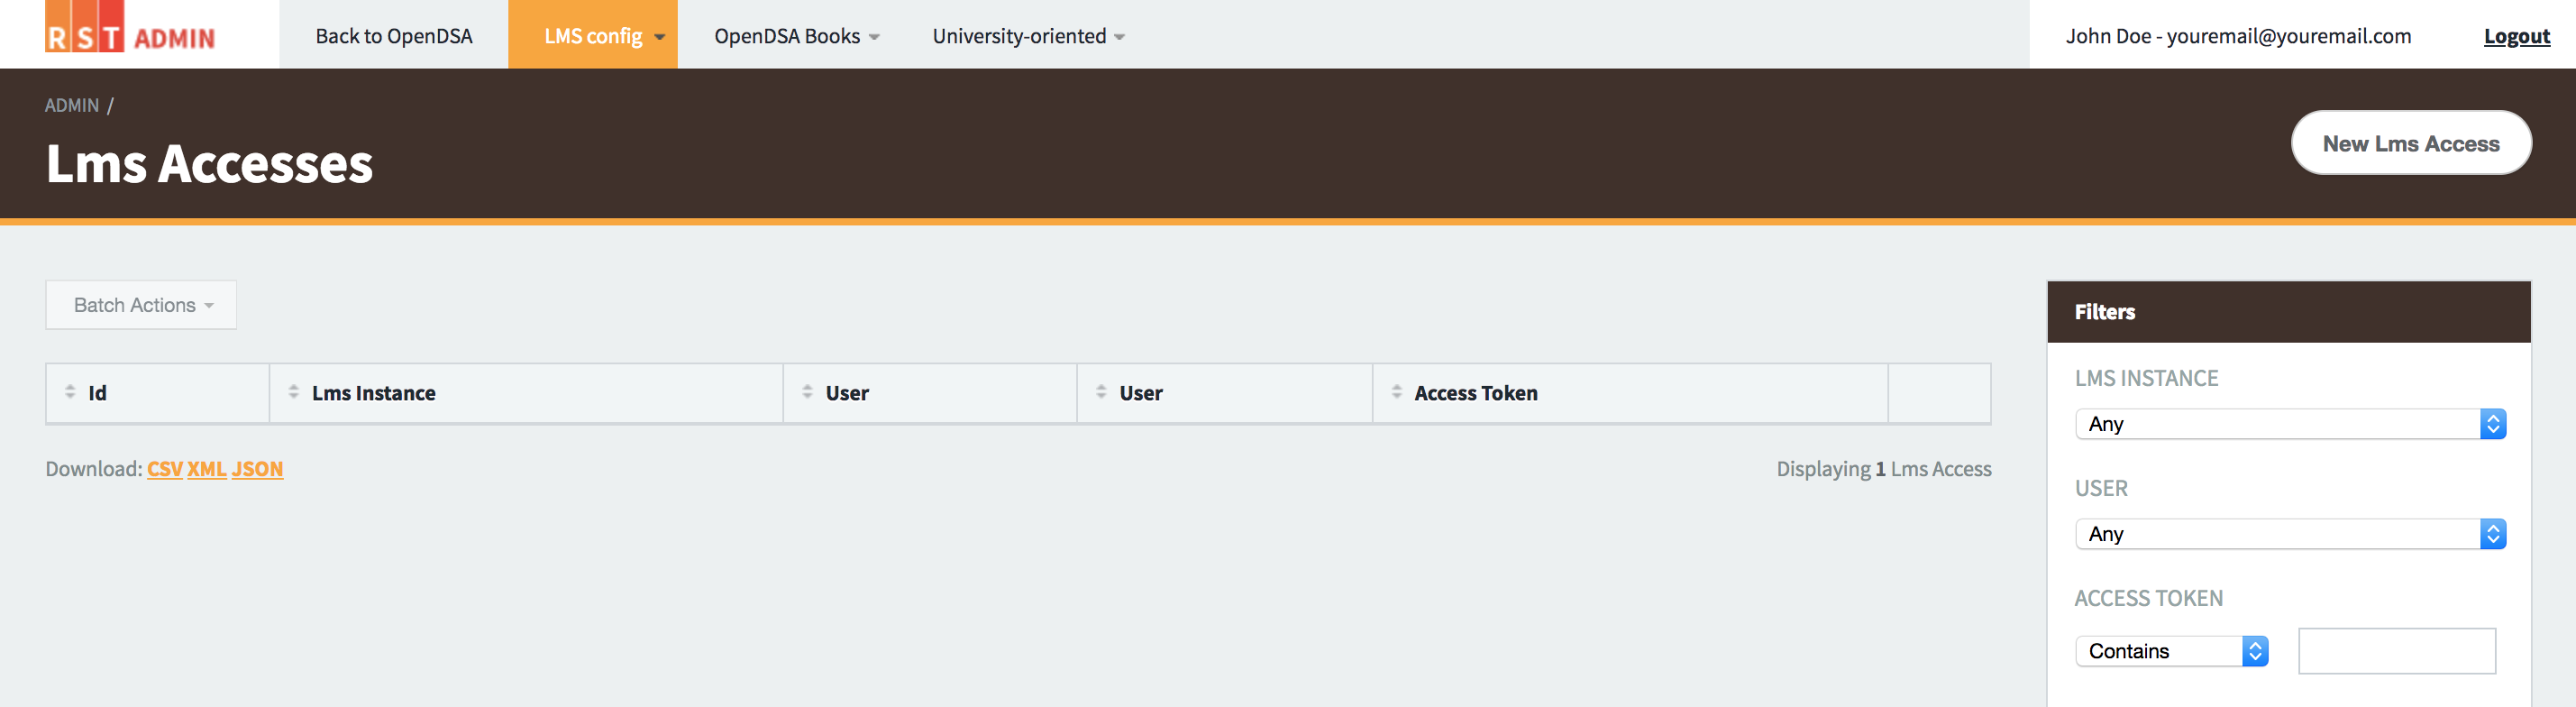 RST ADMIN
Back to OpenDSA
LMS config
OpenDSA Books
University-oriented
John Doe - youremail@youremail.com
Logout
ADMIN /
Lms Accesses
New Lms Access
Batch Actions
Id
Lms Instance
User
User
Access Token
Download: CSV XML JSON
Displaying 1 Lms Access
Filters
LMS INSTANCE
Any
USER
Any
ACCESS TOKEN
Contains